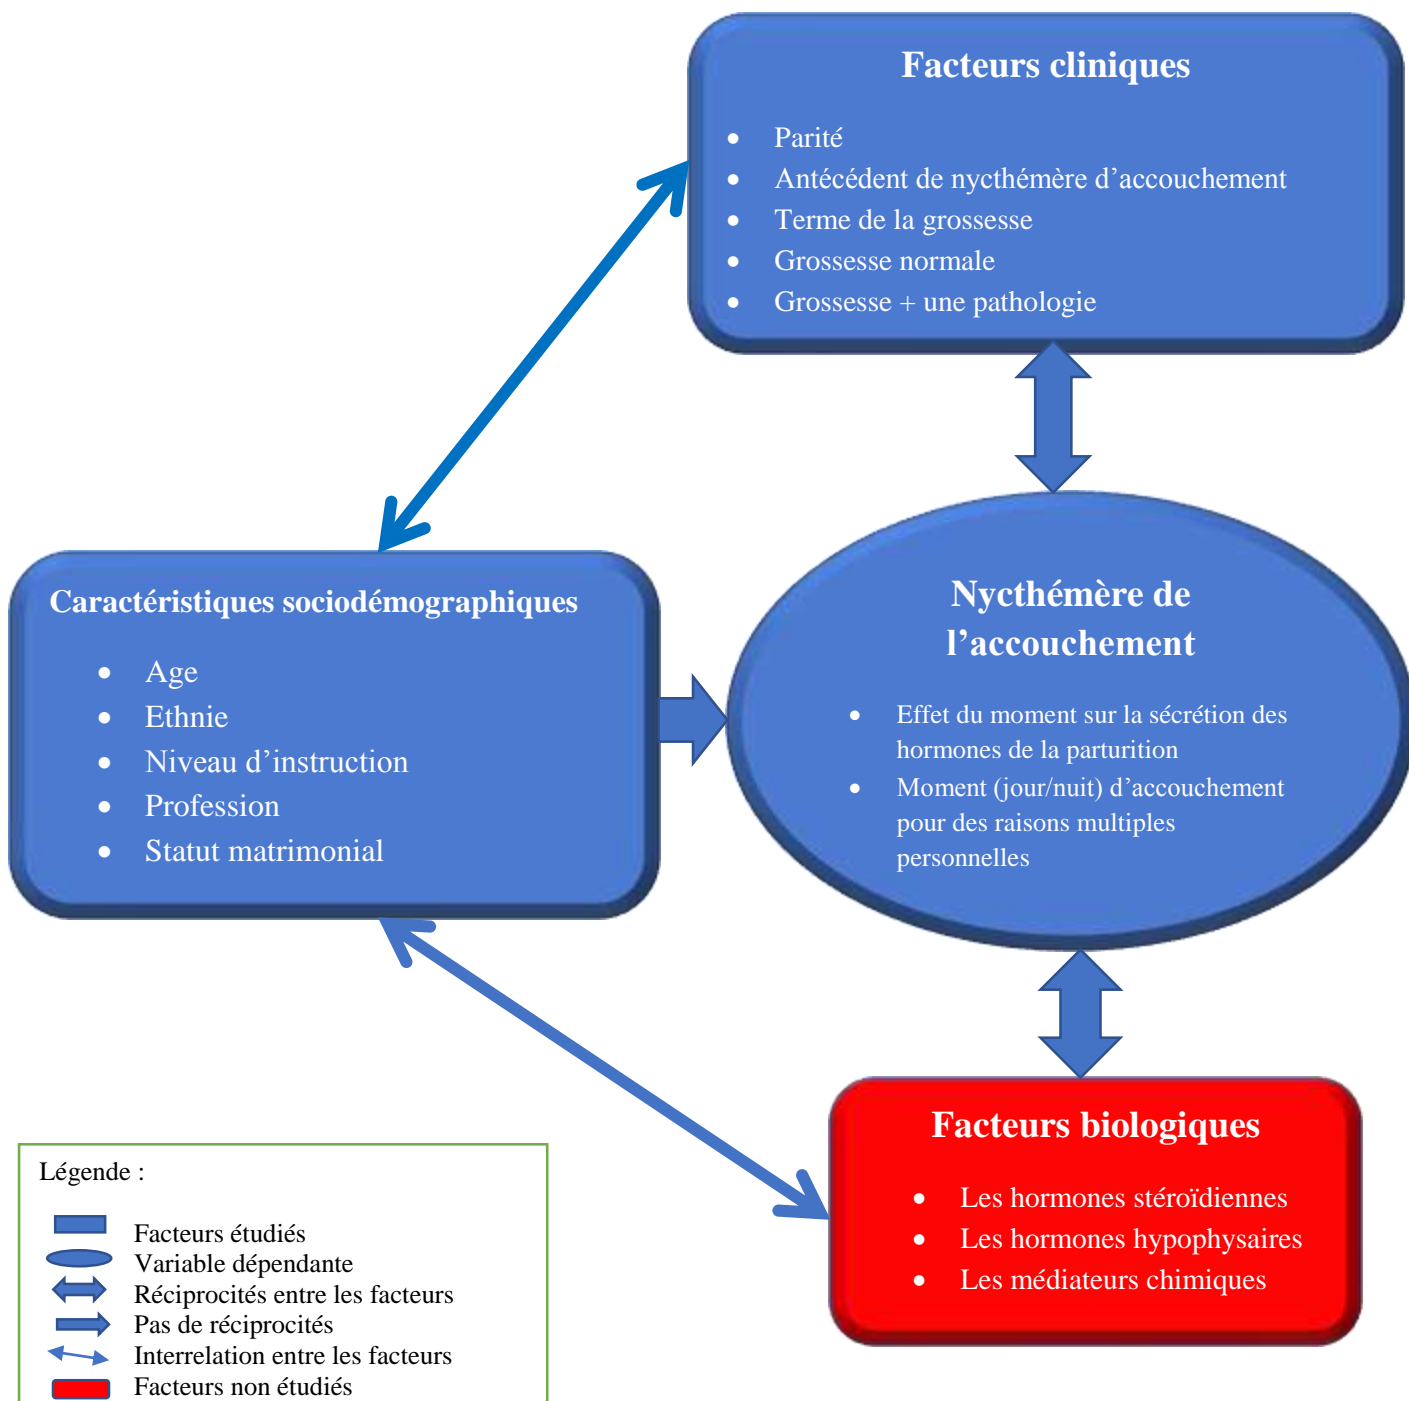 Facteurs cliniques
• Parité
• Antécédent de nycthémère d’accouchement
• Terme de la grossesse
• Grossesse normale
• Grossesse + une pathologie
Caractéristiques sociodémographiques
• Age
• Ethnie
• Niveau d’instruction
• Profession
• Statut matrimonial
Nycthémère de
l’accouchement
• Effet du moment sur la sécrétion des
hormones de la parturition
• Moment (jour/nuit) d’accouchement
pour des raisons multiples
personnelles
Facteurs biologiques
• Les hormones stéroïdiennes
• Les hormones hypophysaires
• Les médiateurs chimiques
Légende :
Facteurs étudiés
Variable dépendante
Réciprocités entre les facteurs
Pas de réciprocités
Interrelation entre les facteurs
Facteurs non étudiés